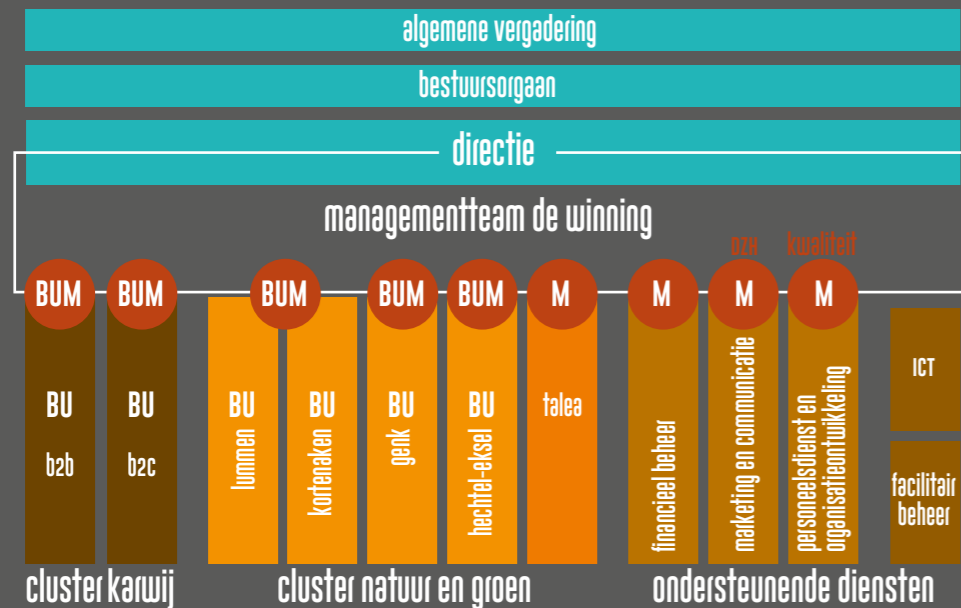 algemene vergadering
bestuursorgaan
directie
managementteam de winning
DZH kwaliteit
BUM BUM BUM BUM BUM M M M M
BU
b2b
BU
b2c
BU
lummen
BU
kortenaken
BU
genk
BU
hechtel-eksel
talea
financieel beheer
marketing en communicatie
personeelsdienst en
organisatieontwikkeling
ICT
facilitair
beheer
cluster karwij
cluster natuur en groen
ondersteunende diensten